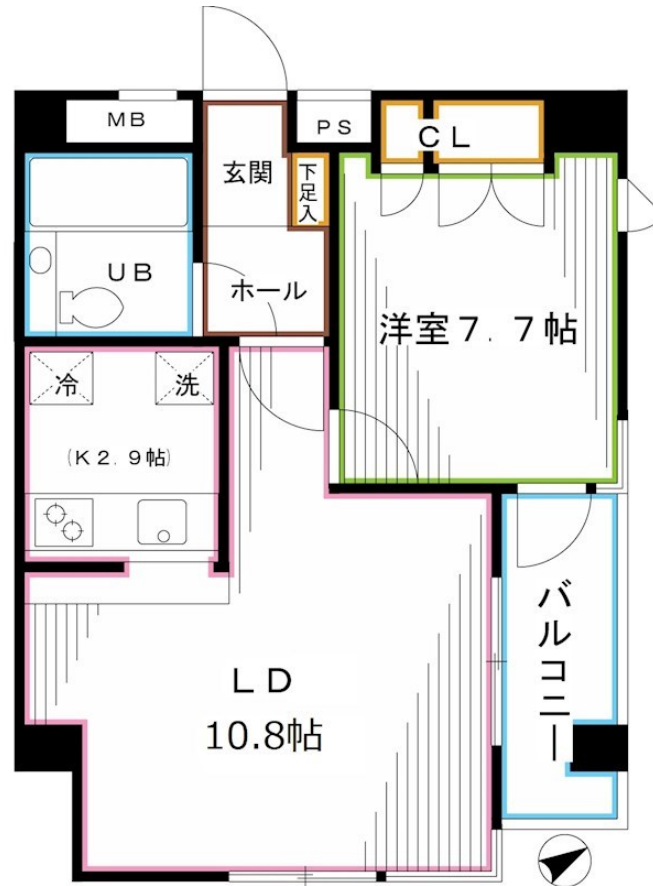 MB
PS
CL
玄関
下足入
UB
ホール
洋室7.7帖
冷
洗
(K2.9帖)
バルコニー
LD
10.8帖